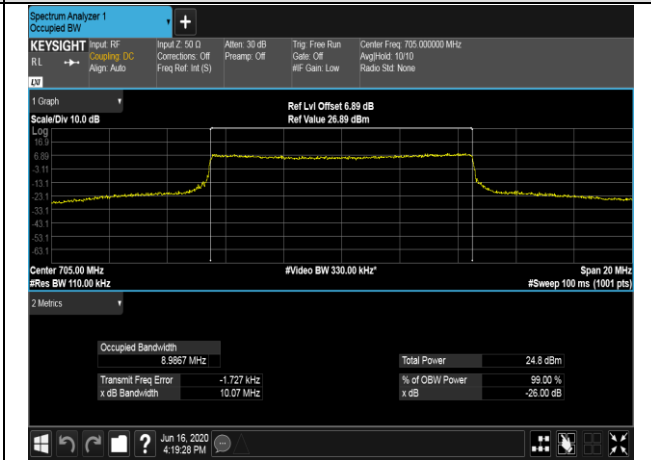 Spectrum Analyzer 1
Occupied BW
+
KEYSIGHT
RL
LXI
Input: RF
Coupling: DC
Align: Auto
Input Z: 50 Ω
Corrections: Off
Freq Ref: Int (S)
Atten: 30 dB
Preamp: Off
Trig: Free Run
Gate: Off
#IF Gain: Low
Center Freq: 705.000000 MHz
Avg|Hold: 10/10
Radio Std: None
1 Graph
Scale/Div 10.0 dB
Ref Lvl Offset 6.89 dB
Ref Value 26.89 dBm
Log
16.9
6.89
-3.11
-13.1
-23.1
-33.1
-43.1
-53.1
-63.1
Center 705.00 MHz
#Res BW 110.00 kHz
#Video BW 330.00 kHz*
Span 20 MHz
#Sweep 100 ms (1001 pts)
2 Metrics
Occupied Bandwidth
8.9867 MHz
Total Power 24.8 dBm
Transmit Freq Error -1.727 kHz
% of OBW Power 99.00 %
x dB Bandwidth 10.07 MHz
x dB -26.00 dB
?
Jun 16, 2020
4:19:28 PM